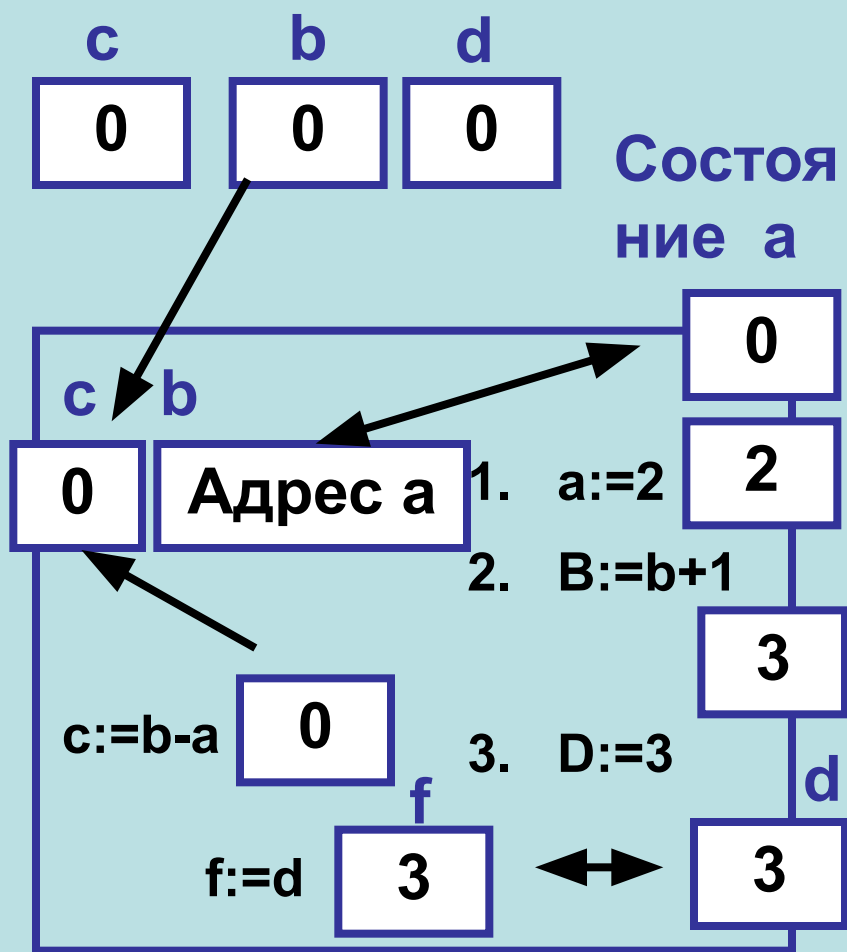 c b d
0 0 0
Состоя
ние а
0
c b
0 Адрес а
1. a:=2
2
2. B:=b+1
3
c:=b-a 0
3. D:=3
f
d
f:=d 3
3